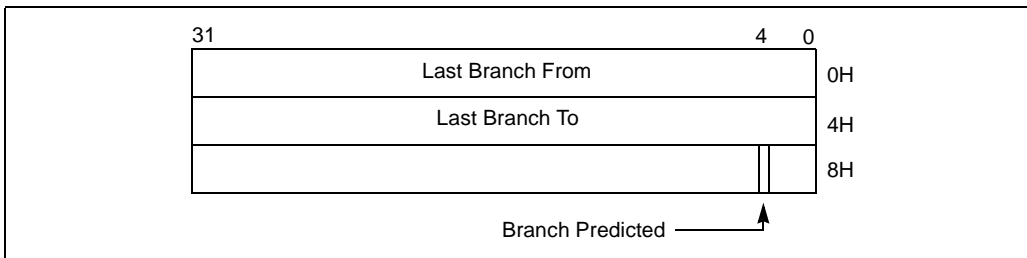 31 4 0
Last Branch From 0H
Last Branch To 4H
8H
Branch Predicted